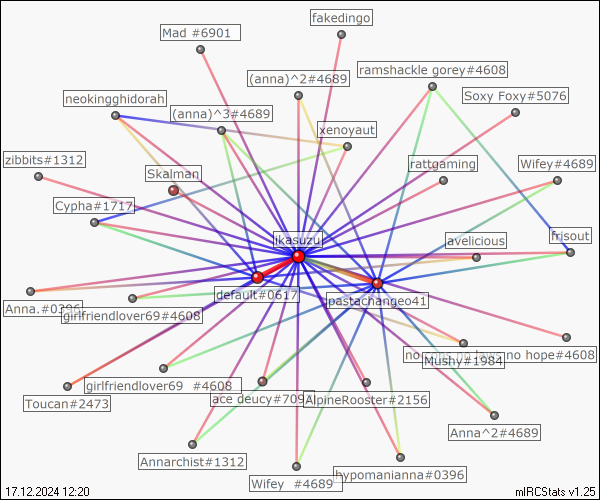 fakedingo
Mad #6901
(anna)^2#4689
ramshackle gorey#4608
neokingghidorah
Soxy Foxy#5076
(anna)^3#4689
xenoyaut
zibbits#1312
Skalman
rattgaming
Wifey#4689
Cypha#1717
ikasuzu
avelicious
frisout
Anna.#0396
default#0617
pastachangeo41
girlfriendlover69#4608
no hope#4608
Mushy#1984
girlfriendlover69 #4608
ace deucy#709
AlpineRooster#2156
Toucan#2473
Anna^2#4689
Annarchist#1312
Wifey #4689
hypomanianna#0396
17.12.2024 12:20
mIRCStats v1.25